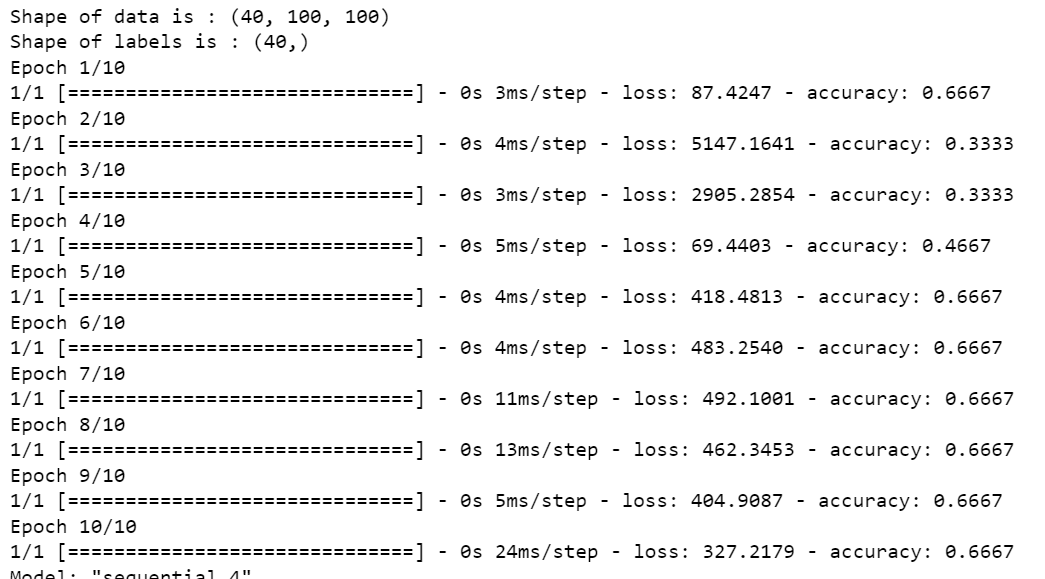 Shape of data is : (40, 100, 100)
Shape of labels is : (40,)
Epoch 1/10
1/1 [==============================] - 0s 3ms/step - loss: 87.4247 - accuracy: 0.6667
Epoch 2/10
1/1 [==============================] - 0s 4ms/step - loss: 5147.1641 - accuracy: 0.3333
Epoch 3/10
1/1 [==============================] - 0s 3ms/step - loss: 2905.2854 - accuracy: 0.3333
Epoch 4/10
1/1 [==============================] - 0s 5ms/step - loss: 69.4403 - accuracy: 0.4667
Epoch 5/10
1/1 [==============================] - 0s 4ms/step - loss: 418.4813 - accuracy: 0.6667
Epoch 6/10
1/1 [==============================] - 0s 4ms/step - loss: 483.2540 - accuracy: 0.6667
Epoch 7/10
1/1 [==============================] - 0s 11ms/step - loss: 492.1001 - accuracy: 0.6667
Epoch 8/10
1/1 [==============================] - 0s 13ms/step - loss: 462.3453 - accuracy: 0.6667
Epoch 9/10
1/1 [==============================] - 0s 5ms/step - loss: 404.9087 - accuracy: 0.6667
Epoch 10/10
1/1 [==============================] - 0s 24ms/step - loss: 327.2179 - accuracy: 0.6667
Model: "sequential_4"